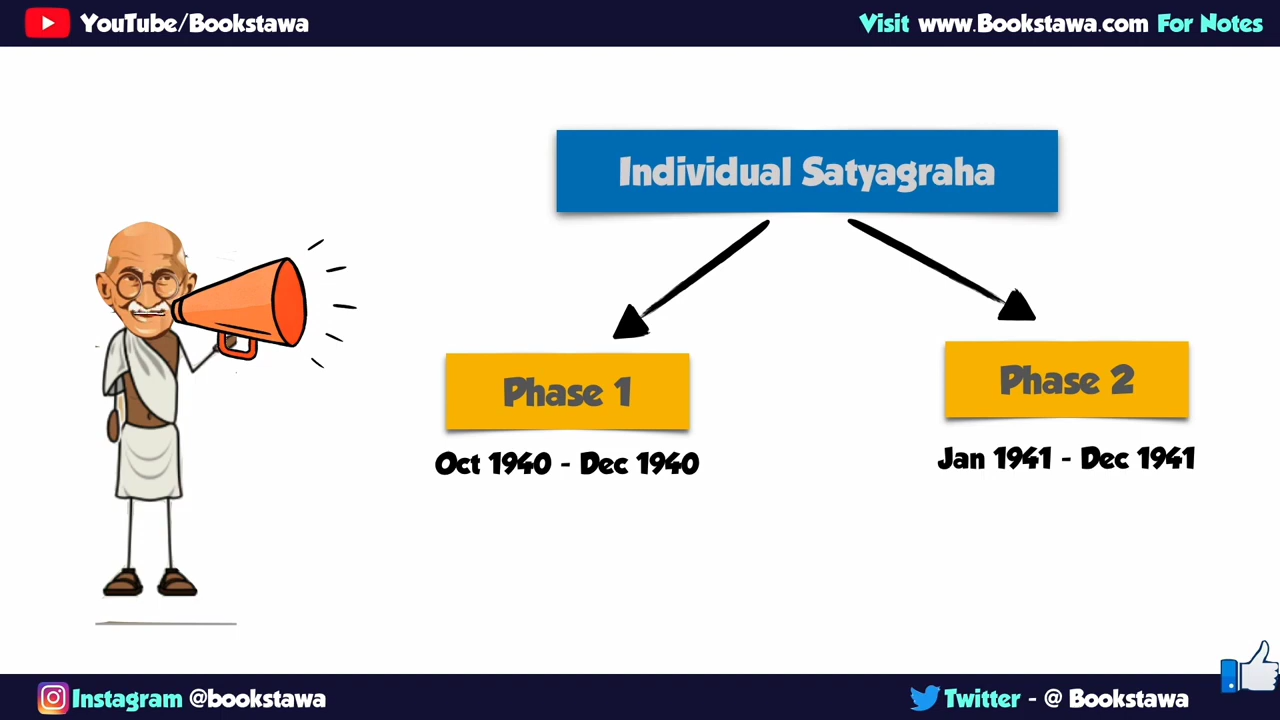 YouTube/Bookstawa
Visit www.Bookstawa.com For Notes
Individual Satyagraha
Phase 1
Phase 2
Oct 1940 - Dec 1940
Jan 1941 - Dec 1941
Instagram @bookstawa
Twitter - @ Bookstawa